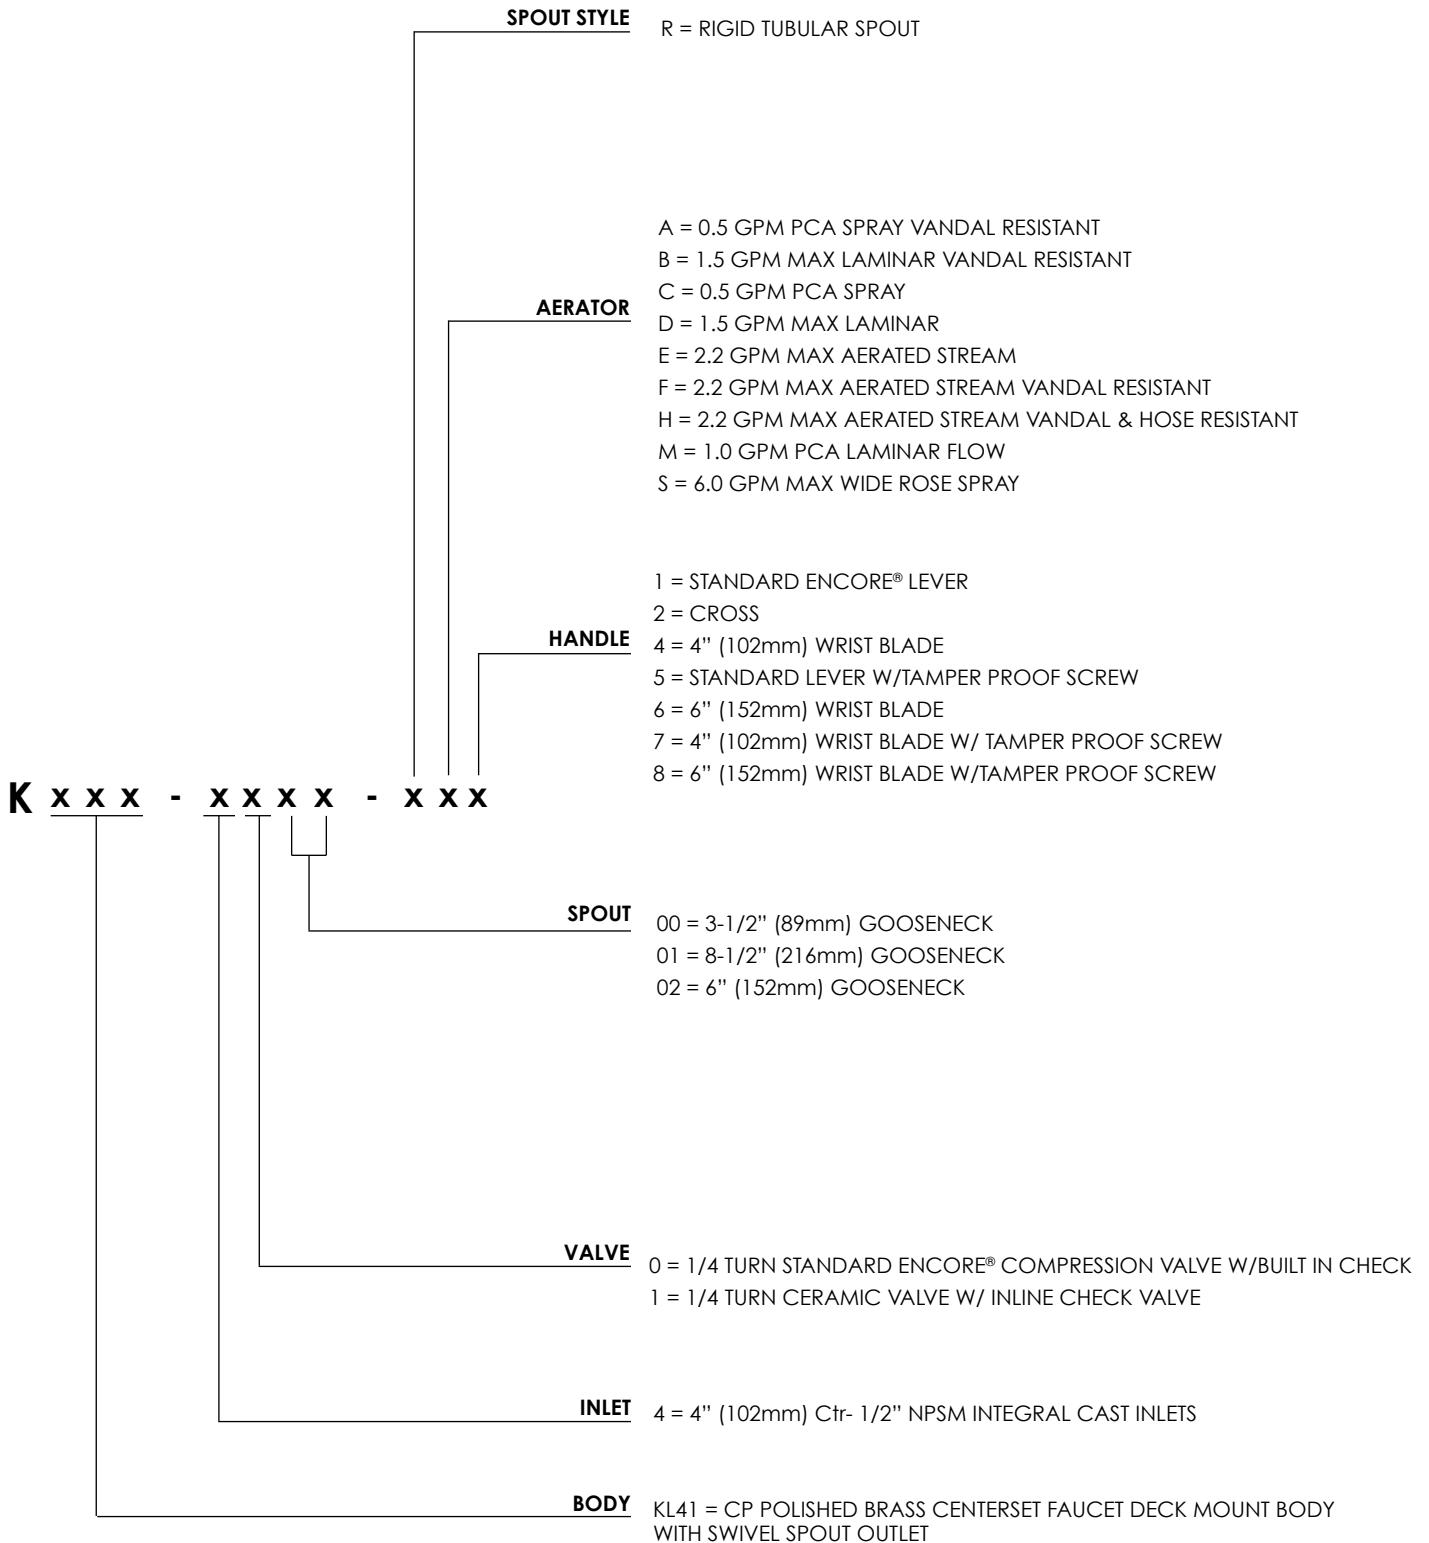 SPOUT STYLE
R = RIGID TUBULAR SPOUT
AERATOR
A = 0.5 GPM PCA SPRAY VANDAL RESISTANT
B = 1.5 GPM MAX LAMINAR VANDAL RESISTANT
C = 0.5 GPM PCA SPRAY
D = 1.5 GPM MAX LAMINAR
E = 2.2 GPM MAX AERATED STREAM
F = 2.2 GPM MAX AERATED STREAM VANDAL RESISTANT
H = 2.2 GPM MAX AERATED STREAM VANDAL & HOSE RESISTANT
M = 1.0 GPM PCA LAMINAR FLOW
S = 6.0 GPM MAX WIDE ROSE SPRAY
HANDLE
1 = STANDARD ENCORE® LEVER
2 = CROSS
4 = 4” (102mm) WRIST BLADE
5 = STANDARD LEVER W/TAMPER PROOF SCREW
6 = 6” (152mm) WRIST BLADE
7 = 4” (102mm) WRIST BLADE W/ TAMPER PROOF SCREW
8 = 6” (152mm) WRIST BLADE W/TAMPER PROOF SCREW
K x x x - x x x x - x x x
SPOUT
00 = 3-1/2” (89mm) GOOSENECK
01 = 8-1/2” (216mm) GOOSENECK
02 = 6” (152mm) GOOSENECK
VALVE
0 = 1/4 TURN STANDARD ENCORE® COMPRESSION VALVE W/BUILT IN CHECK
1 = 1/4 TURN CERAMIC VALVE W/ INLINE CHECK VALVE
INLET
4 = 4” (102mm) Ctr- 1/2” NPSM INTEGRAL CAST INLETS
BODY
KL41 = CP POLISHED BRASS CENTERSET FAUCET DECK MOUNT BODY
WITH SWIVEL SPOUT OUTLET